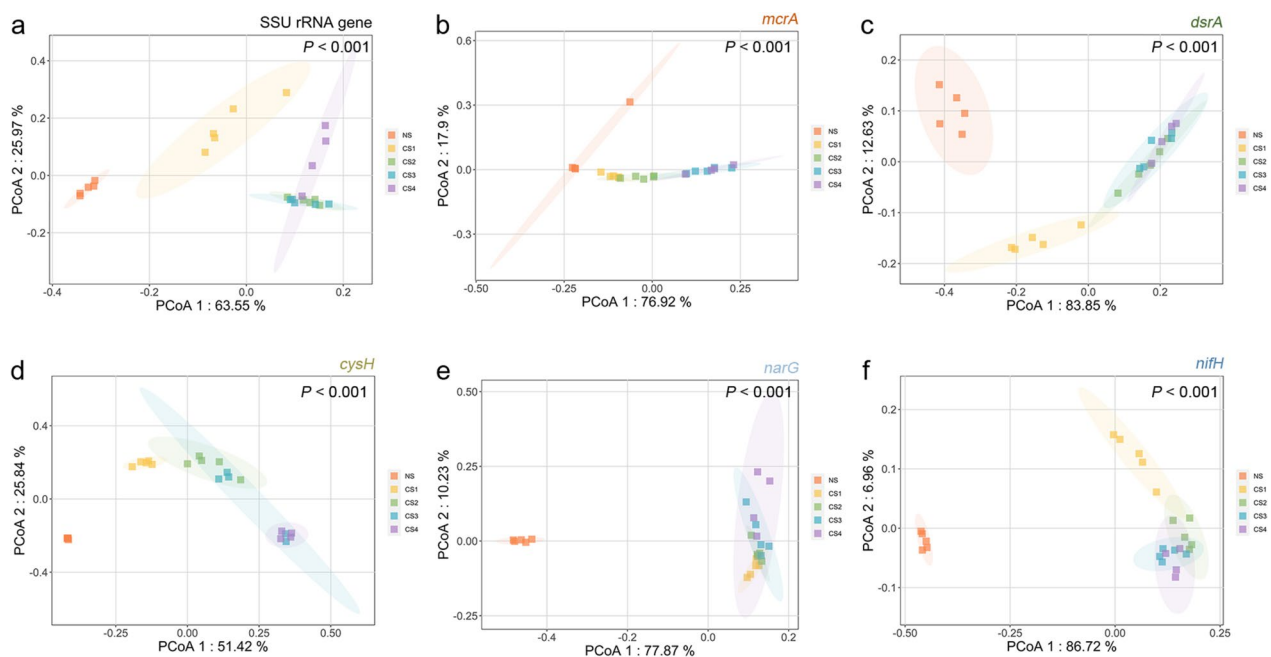 a
SSU rRNA gene
P < 0.001
PCoA 2 : 25.97 %
0.4
0.2
0.0
-0.2
-0.4
-0.2
0.0
0.2
PCoA 1 : 63.55 %
NS
CS1
CS2
CS3
CS4
b
mcrA
P < 0.001
PCoA 2 : 17.9 %
0.6
0.3
0.0
-0.3
-0.50
-0.25
0.00
0.25
PCoA 1 : 76.92 %
NS
CS1
CS2
CS3
CS4
c
dsrA
P < 0.001
PCoA 2 : 12.63 %
0.2
0.1
0.0
-0.1
-0.2
-0.4
-0.2
0.0
0.2
PCoA 1 : 83.85 %
NS
CS1
CS2
CS3
CS4
d
cysH
P < 0.001
PCoA 2 : 25.84 %
0.4
0.0
-0.4
-0.25
0.00
0.25
0.50
PCoA 1 : 51.42 %
NS
CS1
CS2
CS3
CS4
e
narG
P < 0.001
PCoA 2 : 10.23 %
0.50
0.25
0.00
-0.25
-0.4
-0.2
0.0
0.2
PCoA 1 : 77.87 %
NS
CS1
CS2
CS3
CS4
f
nifH
P < 0.001
PCoA 2 : 6.96 %
0.2
0.1
0.0
-0.1
-0.50
-0.25
0.00
0.25
PCoA 1 : 86.72 %
NS
CS1
CS2
CS3
CS4